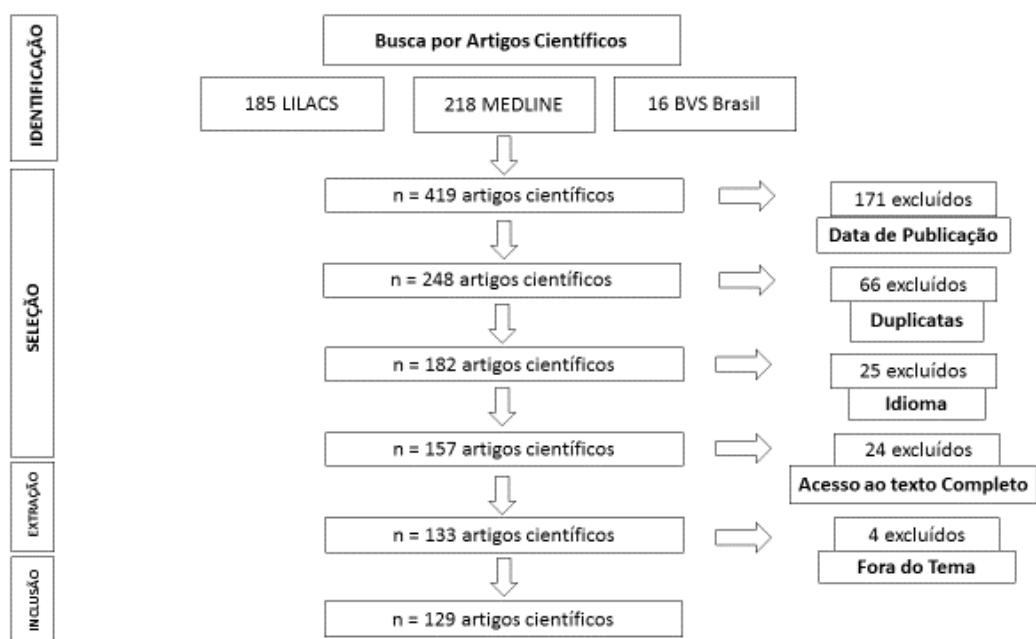 IDENTIFICAÇÃO
Busca por Artigos Científicos
185 LILACS
218 MEDLINE
16 BVS Brasil
SELEÇÃO
n = 419 artigos científicos
171 excluídos
Data de Publicação
n = 248 artigos científicos
66 excluídos
Duplicatas
n = 182 artigos científicos
25 excluídos
Idioma
n = 157 artigos científicos
24 excluídos
Acesso ao texto Completo
EXTRAÇÃO
n = 133 artigos científicos
4 excluídos
Fora do Tema
INCLUSÃO
n = 129 artigos científicos